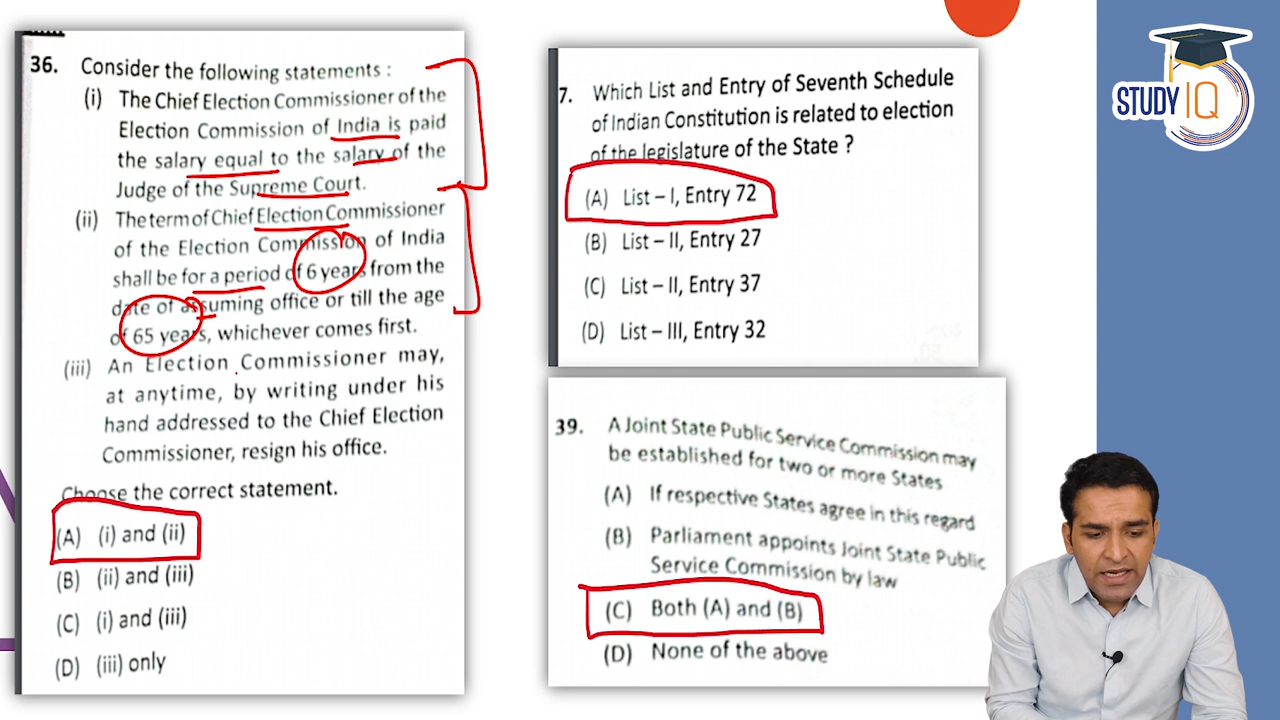 36. Consider the following statements :
(i) The Chief Election Commissioner of the
Election Commission of India is paid
the salary equal to the salary of the
Judge of the Supreme Court.
(ii) The term of Chief Election Commissioner
of the Election Commission of India
shall be for a period of 6 years from the
date of assuming office or till the age
of 65 years, whichever comes first.
(iii) An Election Commissioner may,
at anytime, by writing under his
hand addressed to the Chief Election
Commissioner, resign his office.
Choose the correct statement.
(A) (i) and (ii)
(B) (ii) and (iii)
(C) (i) and (iii)
(D) (iii) only
7. Which List and Entry of Seventh Schedule
of Indian Constitution is related to election
of the legislature of the State ?
(A) List – I, Entry 72
(B) List – II, Entry 27
(C) List – II, Entry 37
(D) List – III, Entry 32
39. A Joint State Public Service Commission may
be established for two or more States
(A) If respective States agree in this regard
(B) Parliament appoints Joint State Public
Service Commission by law
(C) Both (A) and (B)
(D) None of the above
STUDY IQ